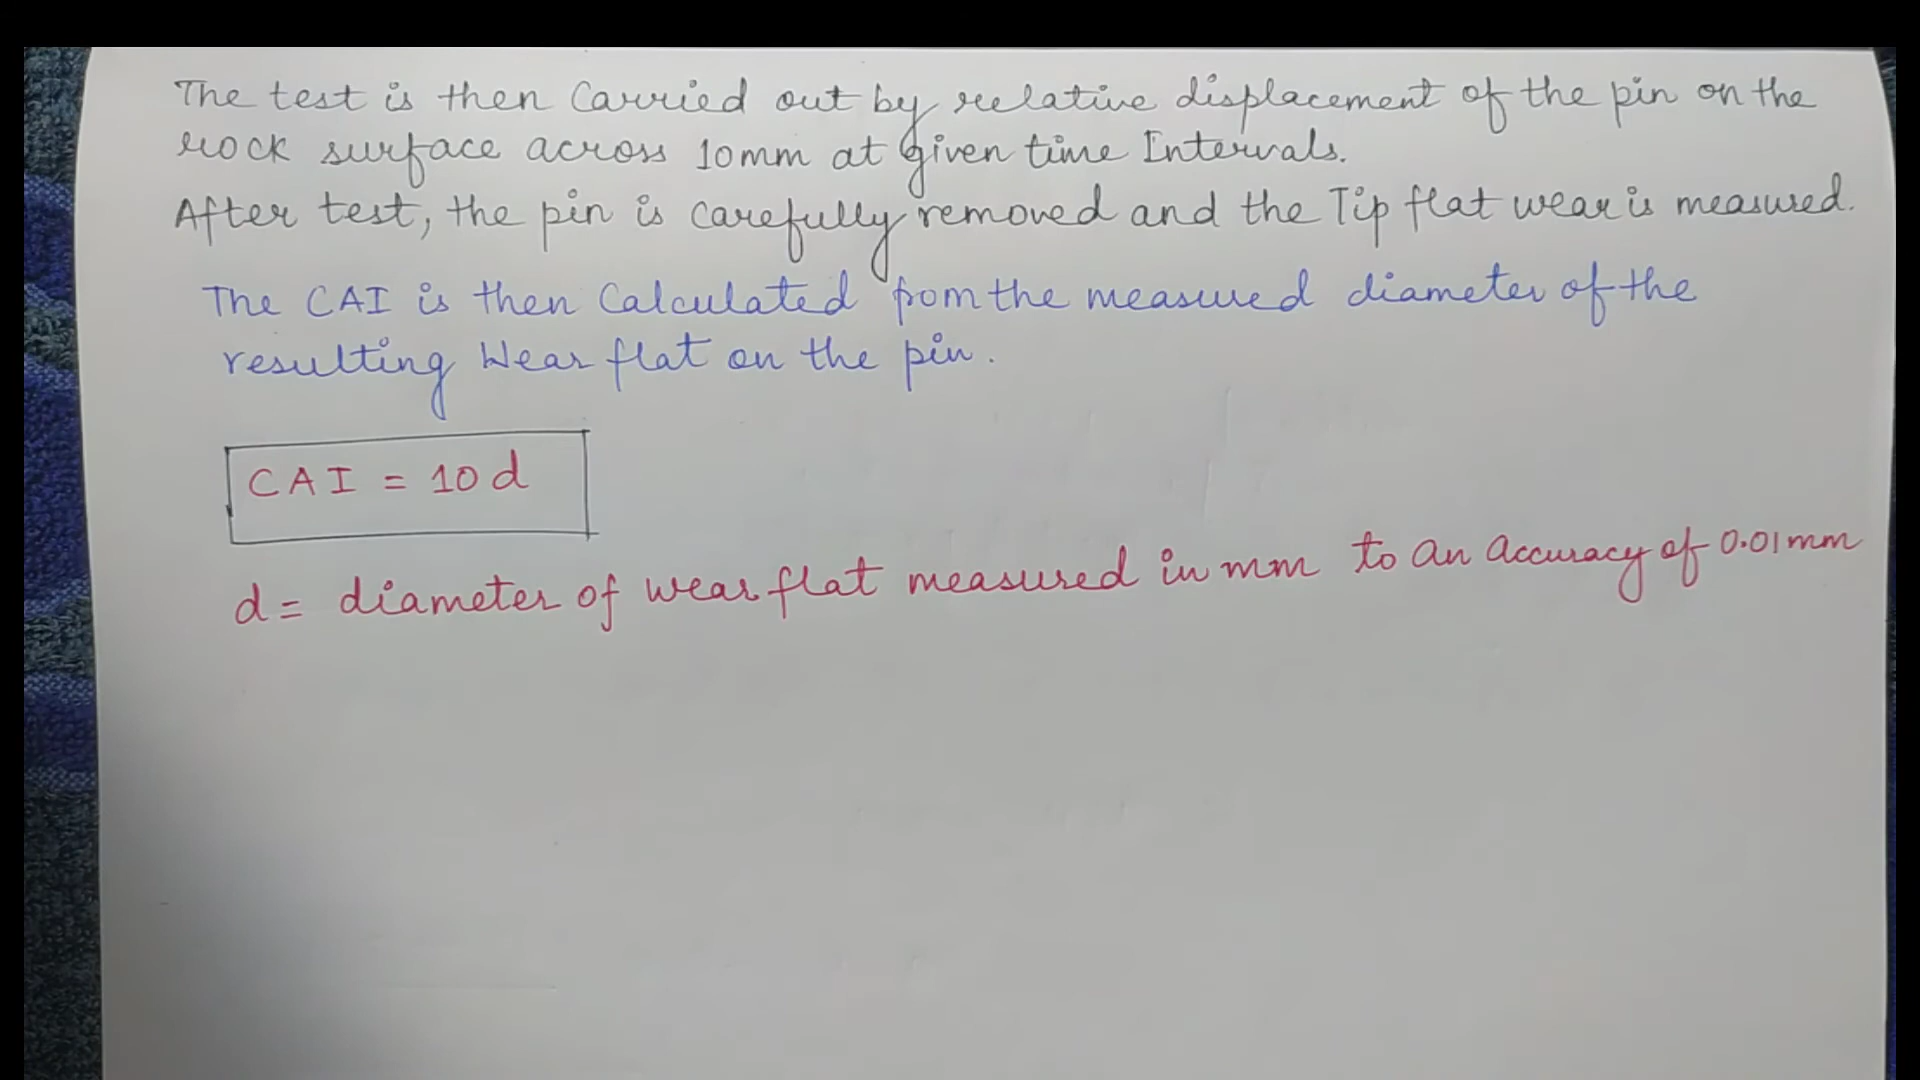 The test is then Carried out by relative displacement of the pin on the
rock surface across 10mm at given time Intervals.
After test, the pin is carefully removed and the Tip flat wear is measured.
The CAI is then Calculated from the measured diameter of the
resulting Wear flat on the pin.
CAI = 10 d
d = diameter of wear flat measured in mm to an accuracy of 0.01mm